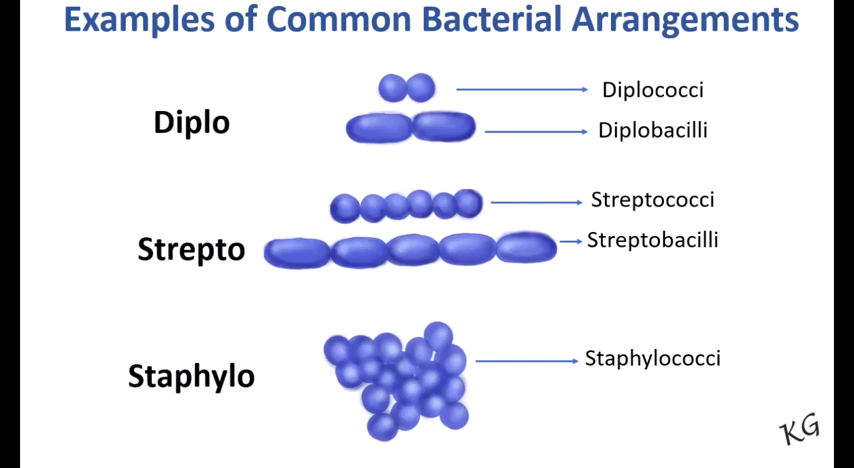 Examples of Common Bacterial Arrangements
Diplo
Diplococci
Diplobacilli
Strepto
Streptococci
Streptobacilli
Staphylo
Staphylococci
KG